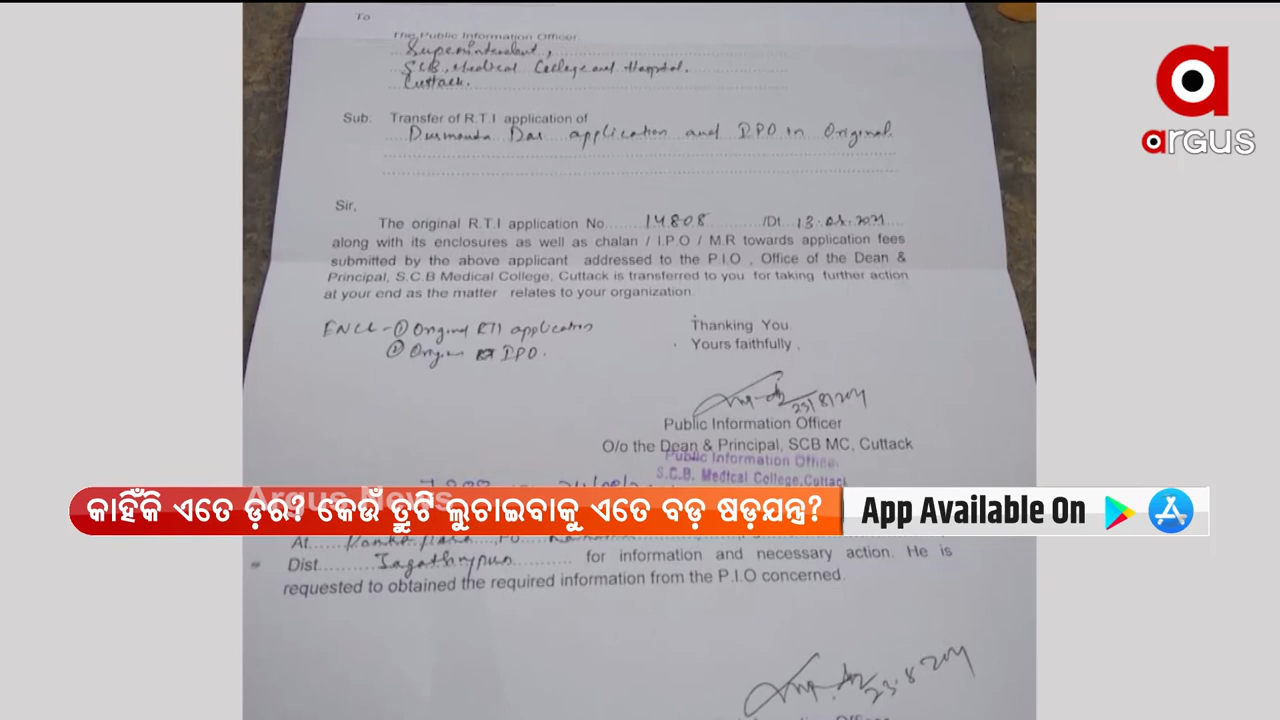 To
The Public Information Officer.
Superintendent,
SCB, Medical College and Hospital,
Cuttack.
Sub: Transfer of R.T.I application of
Das application and IPO in Original
Sir,
The original R.T.I application No. 14808 /Dt 13.
along with its enclosures as well as chalan / I.P.O / M.R towards application fees
submitted by the above applicant addressed to the P.I.O , Office of the Dean &
Principal, S.C.B Medical College, Cuttack is transferred to you for taking further action
at your end as the matter relates to your organization.
ENCL - ① Original RTI application
② IPO.
Thanking You
Yours faithfully ,
Public Information Officer
O/o the Dean & Principal, SCB MC, Cuttack
Public Information Office
S.C.B. Medical College, Cuttack
Argus News
କାହିଁକି ଏତେ ଡ଼ର? କେଉଁ ତ୍ରୁଟି ଲୁଚାଇବାକୁ ଏତେ ବଡ଼ ଷଡ଼ଯନ୍ତ୍ର?
App Available On
At
Dist. for information and necessary action. He is
requested to obtained the required information from the P.I.O concerned.
23.8
argus